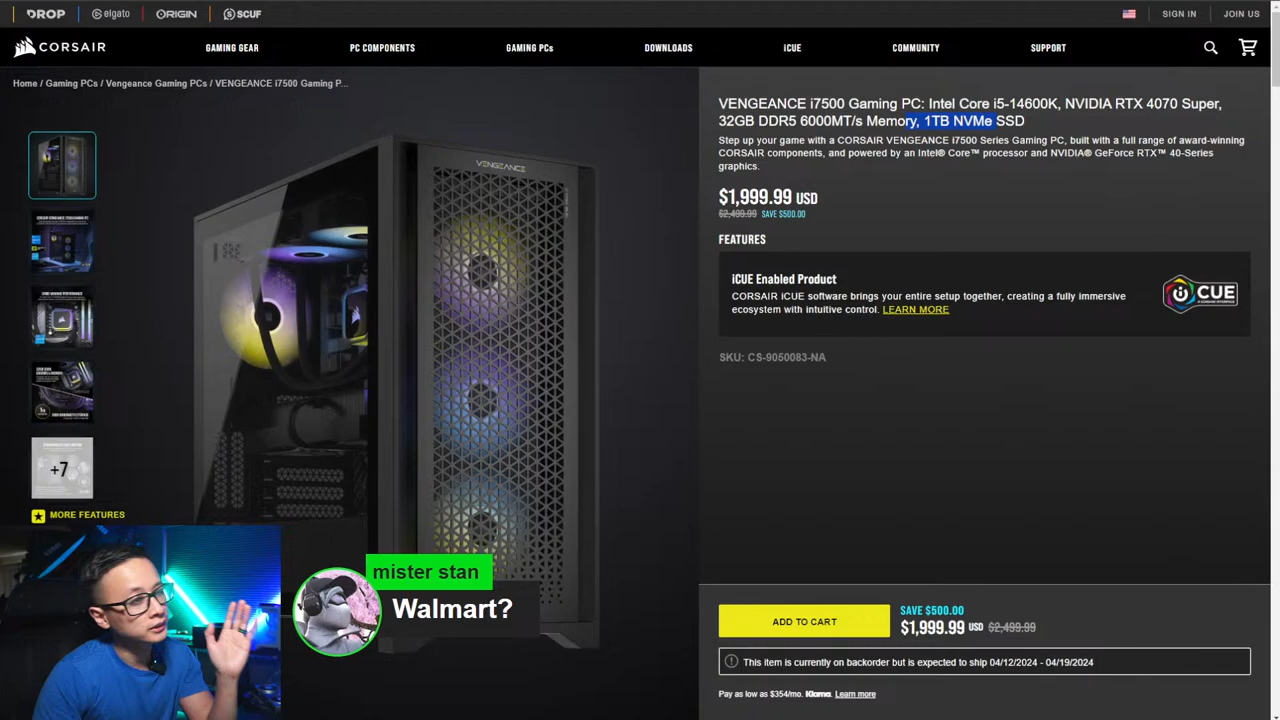 DROP
elgato
ORIGIN
SCUF
SIGN IN
JOIN US
CORSAIR
GAMING GEAR
PC COMPONENTS
GAMING PCs
DOWNLOADS
iCUE
COMMUNITY
SUPPORT
Home / Gaming PCs / Vengeance Gaming PCs / VENGEANCE i7500 Gaming P...
VENGEANCE
+7
MORE FEATURES
VENGEANCE i7500 Gaming PC: Intel Core i5-14600K, NVIDIA RTX 4070 Super,
32GB DDR5 6000MT/s Memory, 1TB NVMe SSD
Step up your game with a CORSAIR VENGEANCE i7500 Series Gaming PC, built with a full range of award-winning
CORSAIR components, and powered by an Intel® Core™ processor and NVIDIA® GeForce RTX™ 40-Series
graphics.
$1,999.99 USD
$2,499.99 SAVE $500.00
FEATURES
iCUE Enabled Product
CORSAIR iCUE software brings your entire setup together, creating a fully immersive
ecosystem with intuitive control. LEARN MORE
iCUE
SKU: CS-9050083-NA
mister stan
Walmart?
ADD TO CART
SAVE $500.00
$1,999.99 USD $2,499.99
This item is currently on backorder but is expected to ship 04/12/2024 - 04/19/2024
Pay as low as $354/mo. Klarna. Learn more